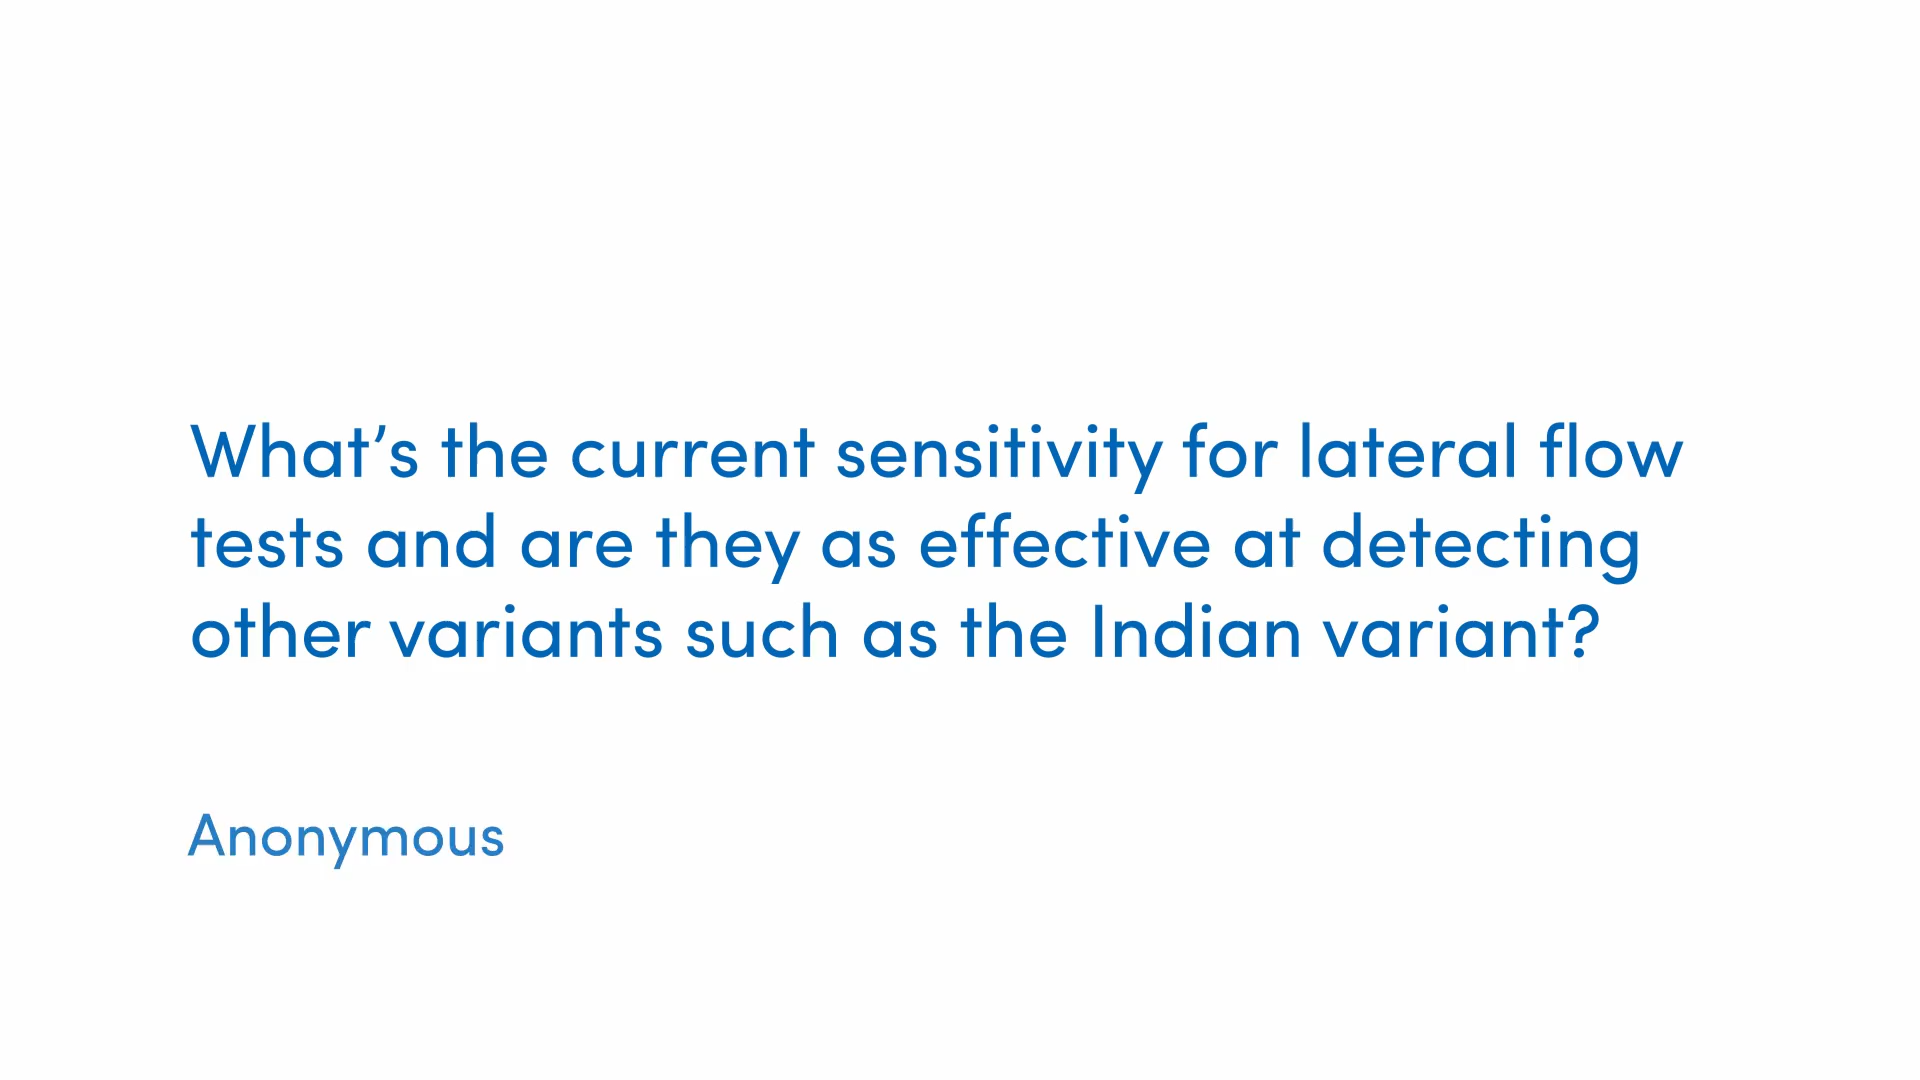 What’s the current sensitivity for lateral flow
tests and are they as effective at detecting
other variants such as the Indian variant?
Anonymous